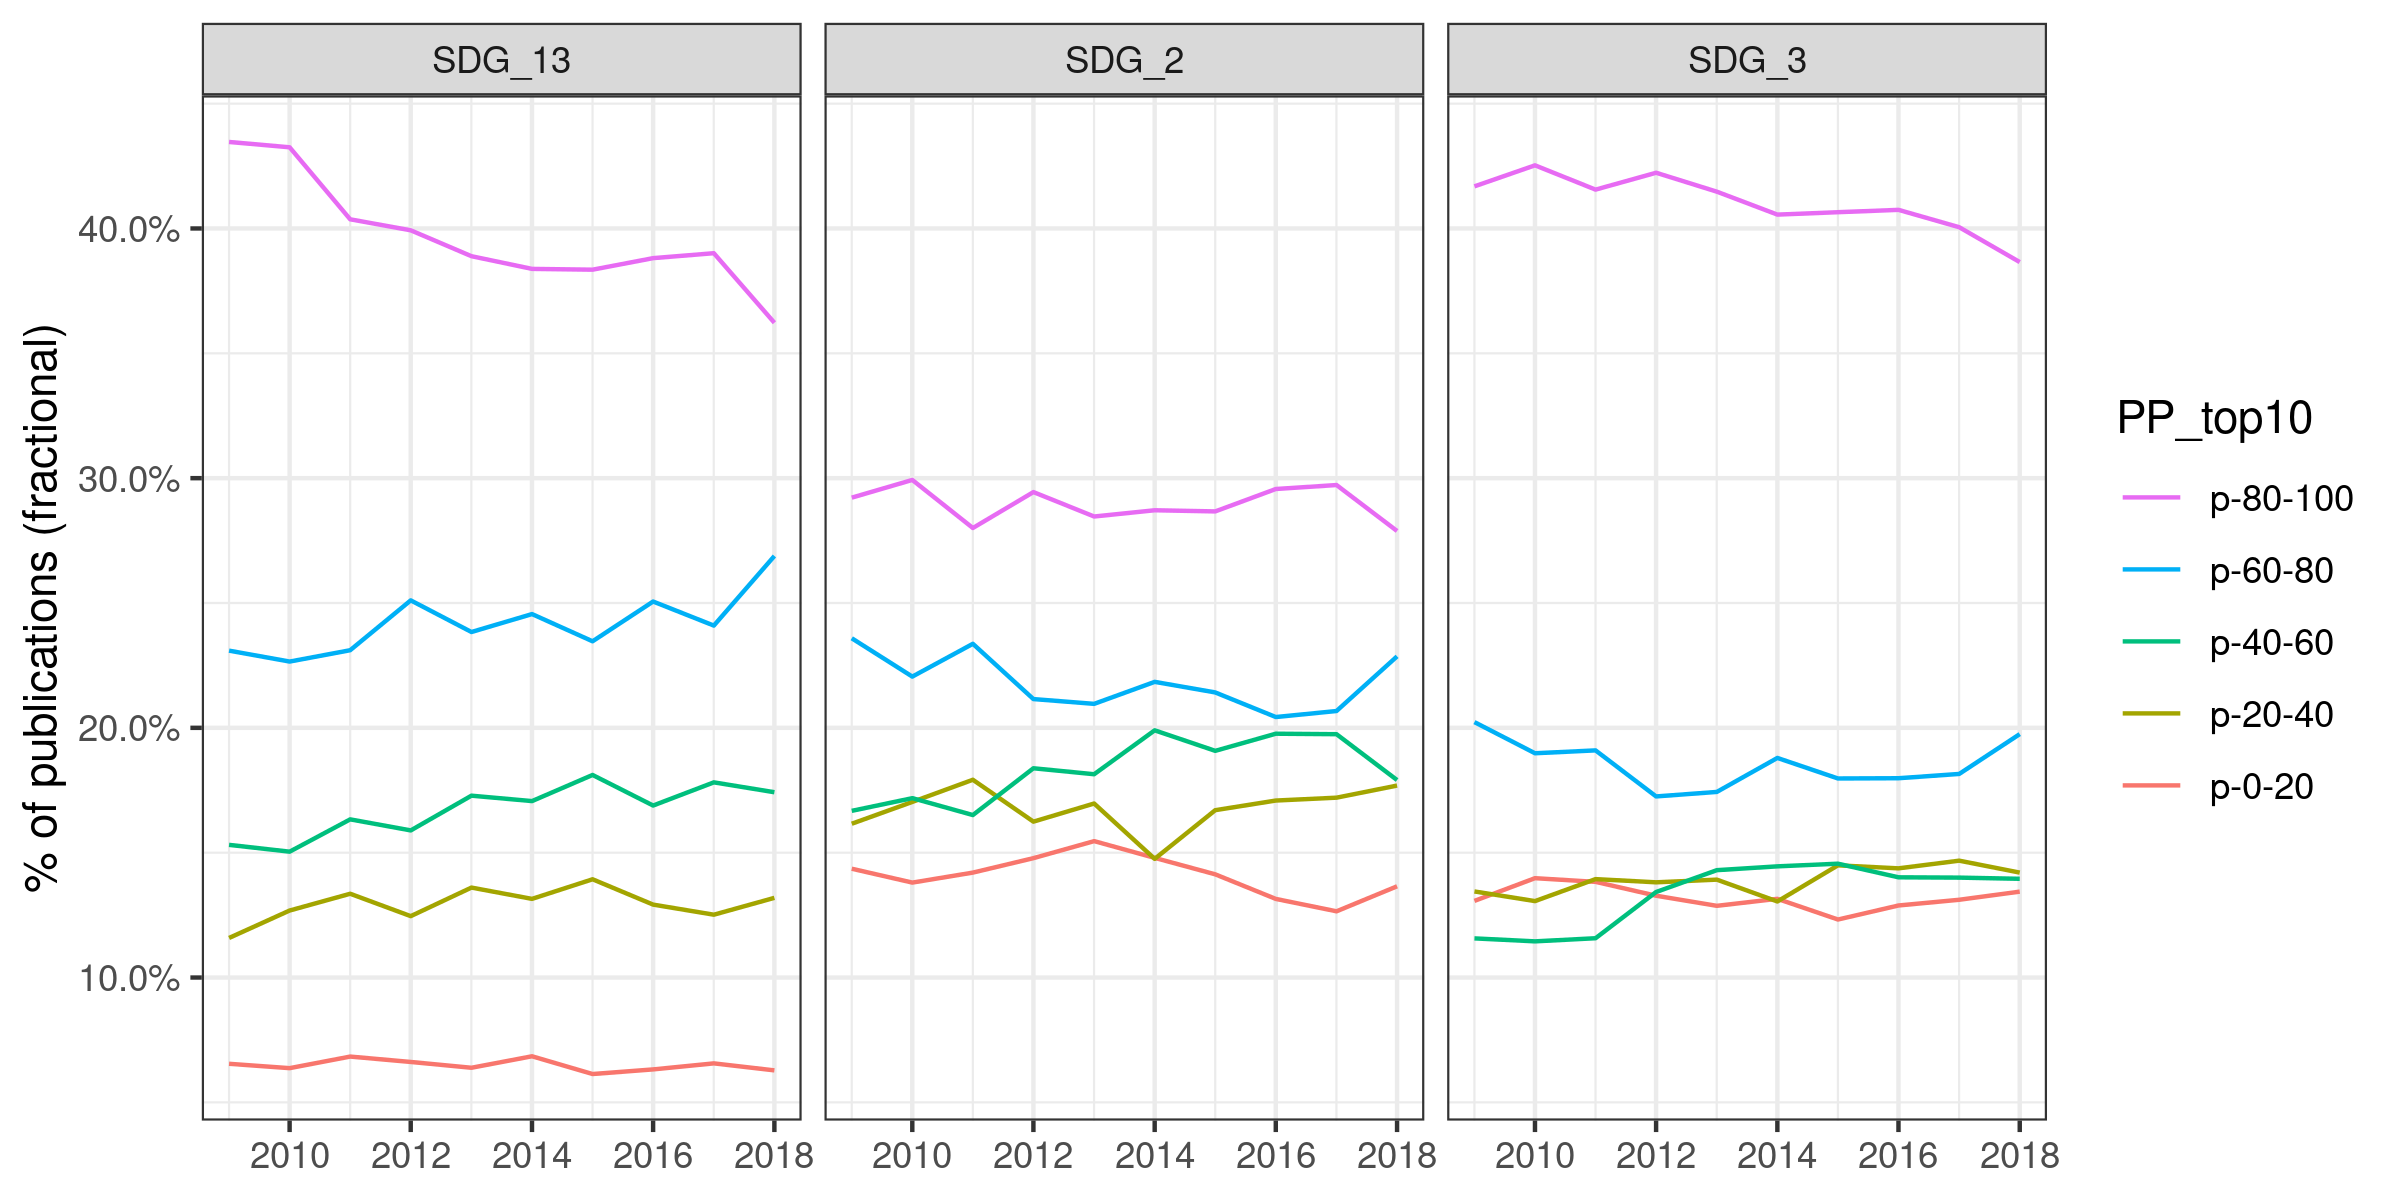 SDG_13
SDG_2
SDG_3
% of publications (fractional)
40.0%
30.0%
20.0%
10.0%
2010 2012 2014 2016 2018
2010 2012 2014 2016 2018
2010 2012 2014 2016 2018
PP_top10
p-80-100
p-60-80
p-40-60
p-20-40
p-0-20